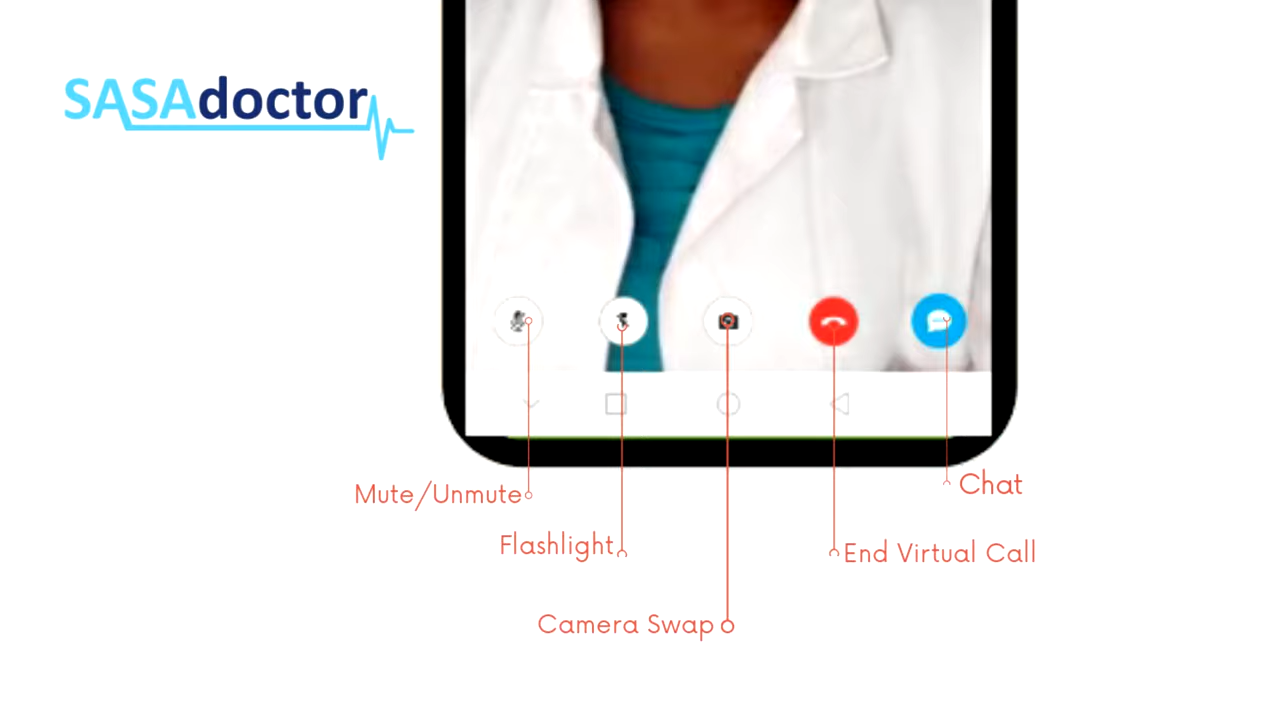 SASAdoctor
Mute/Unmute
Chat
Flashlight
End Virtual Call
Camera Swap